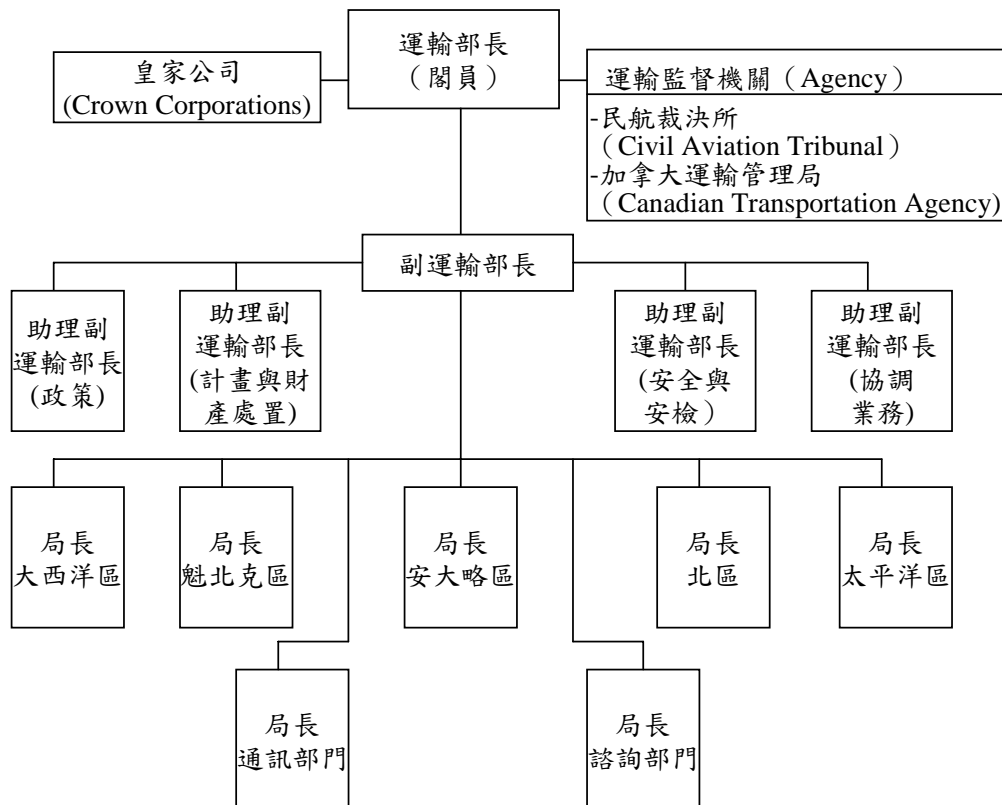 運輸部長
（閣員）
皇家公司
(Crown Corporations)
運輸監督機關（Agency）
-民航裁決所
（Civil Aviation Tribunal）
-加拿大運輸管理局
（Canadian Transportation Agency)
副運輸部長
助理副
運輸部長
(政策)
助理副
運輸部長
(計畫與財
產處置)
助理副
運輸部長
(安全與
安檢）
助理副
運輸部長
(協調
業務)
局長
大西洋區
局長
魁北克區
局長
安大略區
局長
北區
局長
太平洋區
局長
通訊部門
局長
諮詢部門